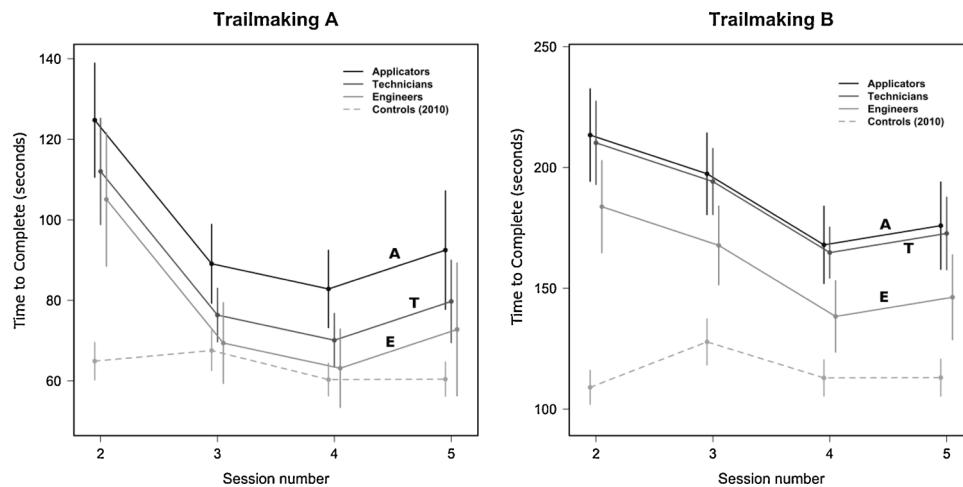 Trailmaking A
Time to Complete (seconds)
140
120
100
80
60
Applicators
Technicians
Engineers
Controls (2010)
A
T
E
2 3 4 5
Session number
Trailmaking B
Time to Complete (seconds)
250
200
150
100
Applicators
Technicians
Engineers
Controls (2010)
A
T
E
2 3 4 5
Session number